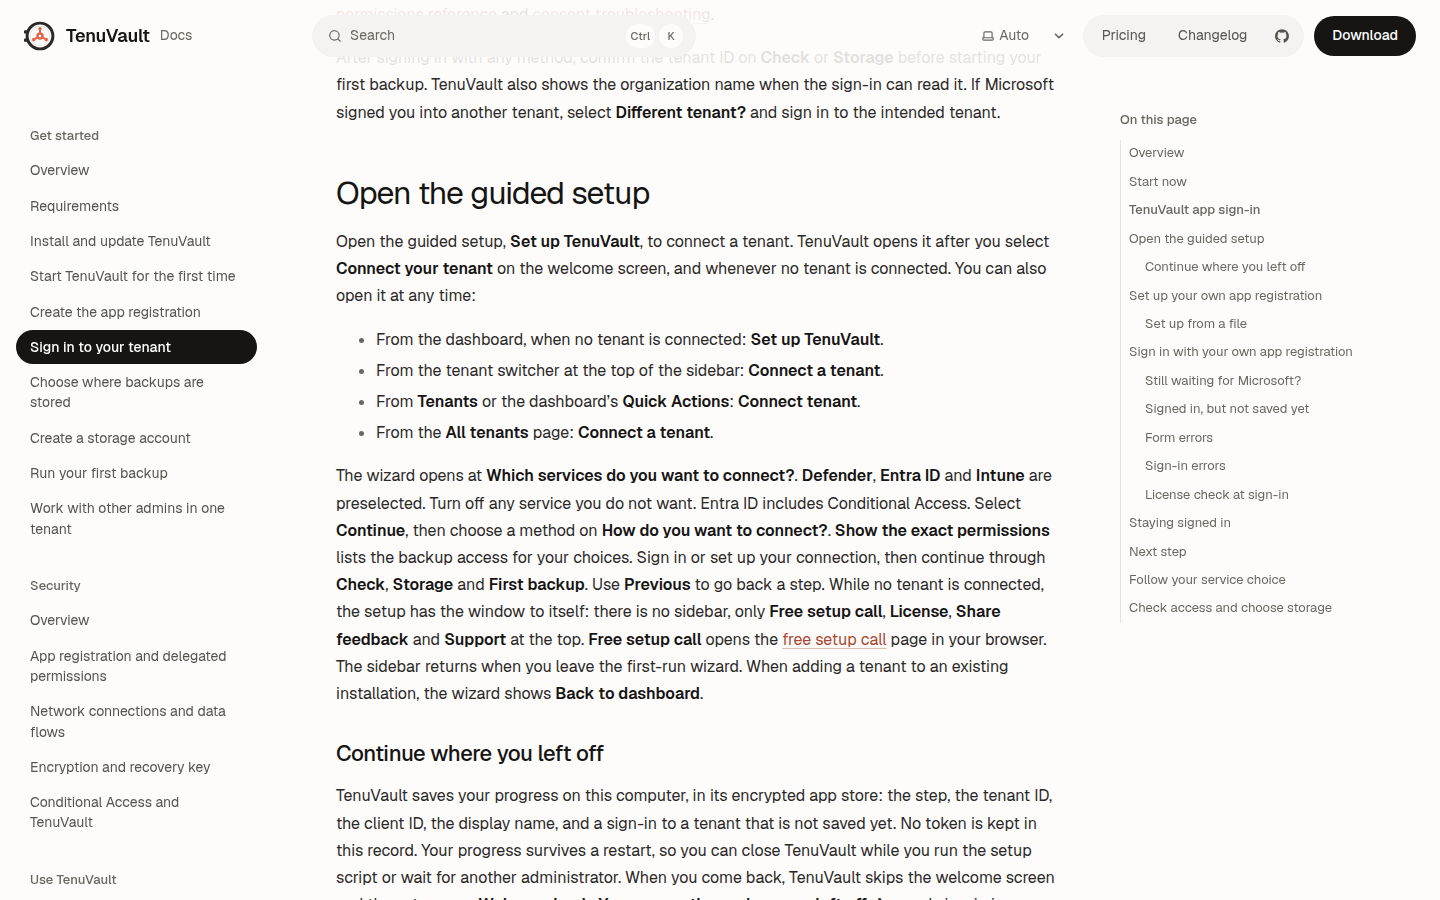 TenuVault Docs
Search Ctrl K
Auto
Pricing
Changelog
Download
permissions reference and consent troubleshooting.
After signing in with any method, confirm the tenant ID on Check or Storage before starting your
first backup. TenuVault also shows the organization name when the sign-in can read it. If Microsoft
signed you into another tenant, select Different tenant? and sign in to the intended tenant.
Get started
Overview
Requirements
Install and update TenuVault
Start TenuVault for the first time
Create the app registration
Sign in to your tenant
Choose where backups are
stored
Create a storage account
Run your first backup
Work with other admins in one
tenant
Security
Overview
App registration and delegated
permissions
Network connections and data
flows
Encryption and recovery key
Conditional Access and
TenuVault
Use TenuVault
Open the guided setup
Open the guided setup, Set up TenuVault, to connect a tenant. TenuVault opens it after you select
Connect your tenant on the welcome screen, and whenever no tenant is connected. You can also
open it at any time:
• From the dashboard, when no tenant is connected: Set up TenuVault.
• From the tenant switcher at the top of the sidebar: Connect a tenant.
• From Tenants or the dashboard’s Quick Actions: Connect tenant.
• From the All tenants page: Connect a tenant.
The wizard opens at Which services do you want to connect?. Defender, Entra ID and Intune are
preselected. Turn off any service you do not want. Entra ID includes Conditional Access. Select
Continue, then choose a method on How do you want to connect?. Show the exact permissions
lists the backup access for your choices. Sign in or set up your connection, then continue through
Check, Storage and First backup. Use Previous to go back a step. While no tenant is connected,
the setup has the window to itself: there is no sidebar, only Free setup call, License, Share
feedback and Support at the top. Free setup call opens the free setup call page in your browser.
The sidebar returns when you leave the first-run wizard. When adding a tenant to an existing
installation, the wizard shows Back to dashboard.
Continue where you left off
TenuVault saves your progress on this computer, in its encrypted app store: the step, the tenant ID,
the client ID, the display name, and a sign-in to a tenant that is not saved yet. No token is kept in
this record. Your progress survives a restart, so you can close TenuVault while you run the setup
script or wait for another administrator. When you come back, TenuVault skips the welcome screen
On this page
Overview
Start now
TenuVault app sign-in
Open the guided setup
Continue where you left off
Set up your own app registration
Set up from a file
Sign in with your own app registration
Still waiting for Microsoft?
Signed in, but not saved yet
Form errors
Sign-in errors
License check at sign-in
Staying signed in
Next step
Follow your service choice
Check access and choose storage